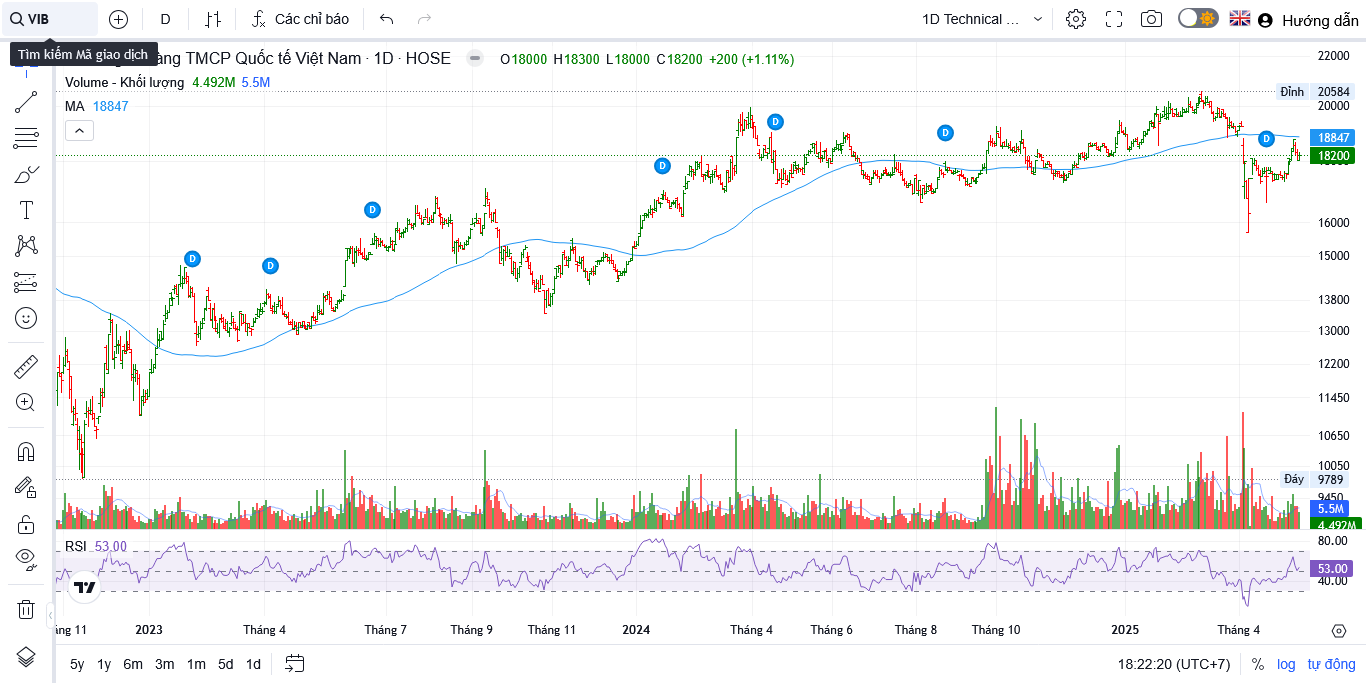 VIB
D
Các chỉ báo
1D Technical ...
Hướng dẫn
Tìm kiếm Mã giao dịch
àng TMCP Quốc tế Việt Nam · 1D · HOSE
O18000 H18300 L18000 C18200 +200 (+1.11%)
Volume - Khối lượng 4.492M 5.5M
MA 18847
22000
Đỉnh 20584
20000
18847
18200
16000
15000
13800
13000
12200
11450
10650
10050
Đáy 9789
9450
5.5M
4.492M
D
D
D
D
D
D
D
RSI 53.00
80.00
53.00
40.00
áng 11
2023
Tháng 4
Tháng 7
Tháng 9
Tháng 11
2024
Tháng 4
Tháng 6
Tháng 8
Tháng 10
2025
Tháng 4
5y 1y 6m 3m 1m 5d 1d
18:22:20 (UTC+7)
% log tự động